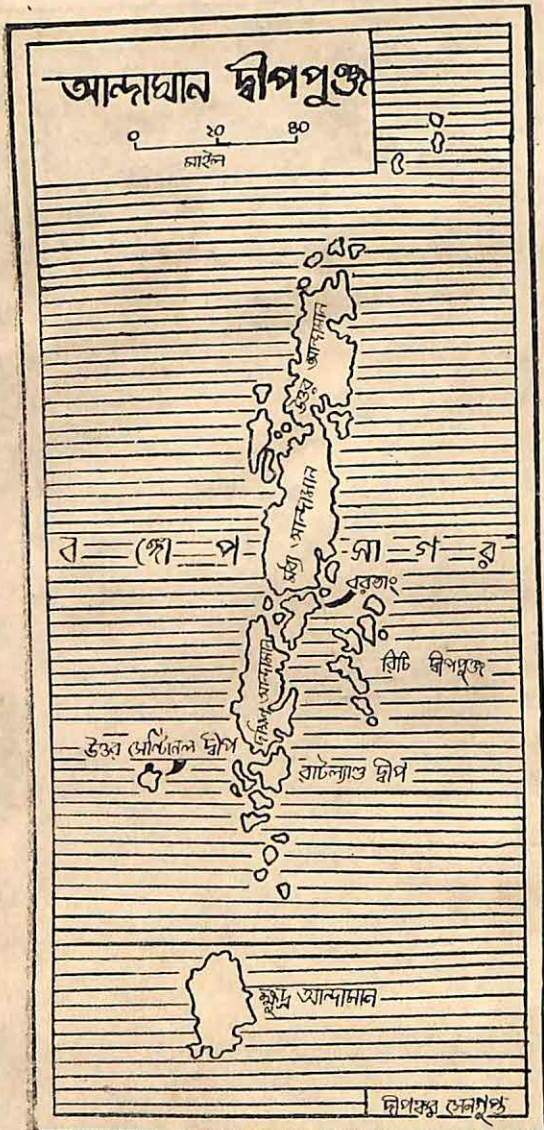 আন্দামান দ্বীপপুঞ্জ
০ ২০ ৪০
মাইল
উত্তর আন্দামান
মধ্য আন্দামান
ব ঙ্গো প সা গ র
বরতাং
রিচি দ্বীপপুঞ্জ
দক্ষিণ আন্দামান
উত্তর সেন্টিনেল দ্বীপ
রাটল্যাণ্ড দ্বীপ
ক্ষুদ্র আন্দামান
দীপঙ্কর সেনগুপ্ত